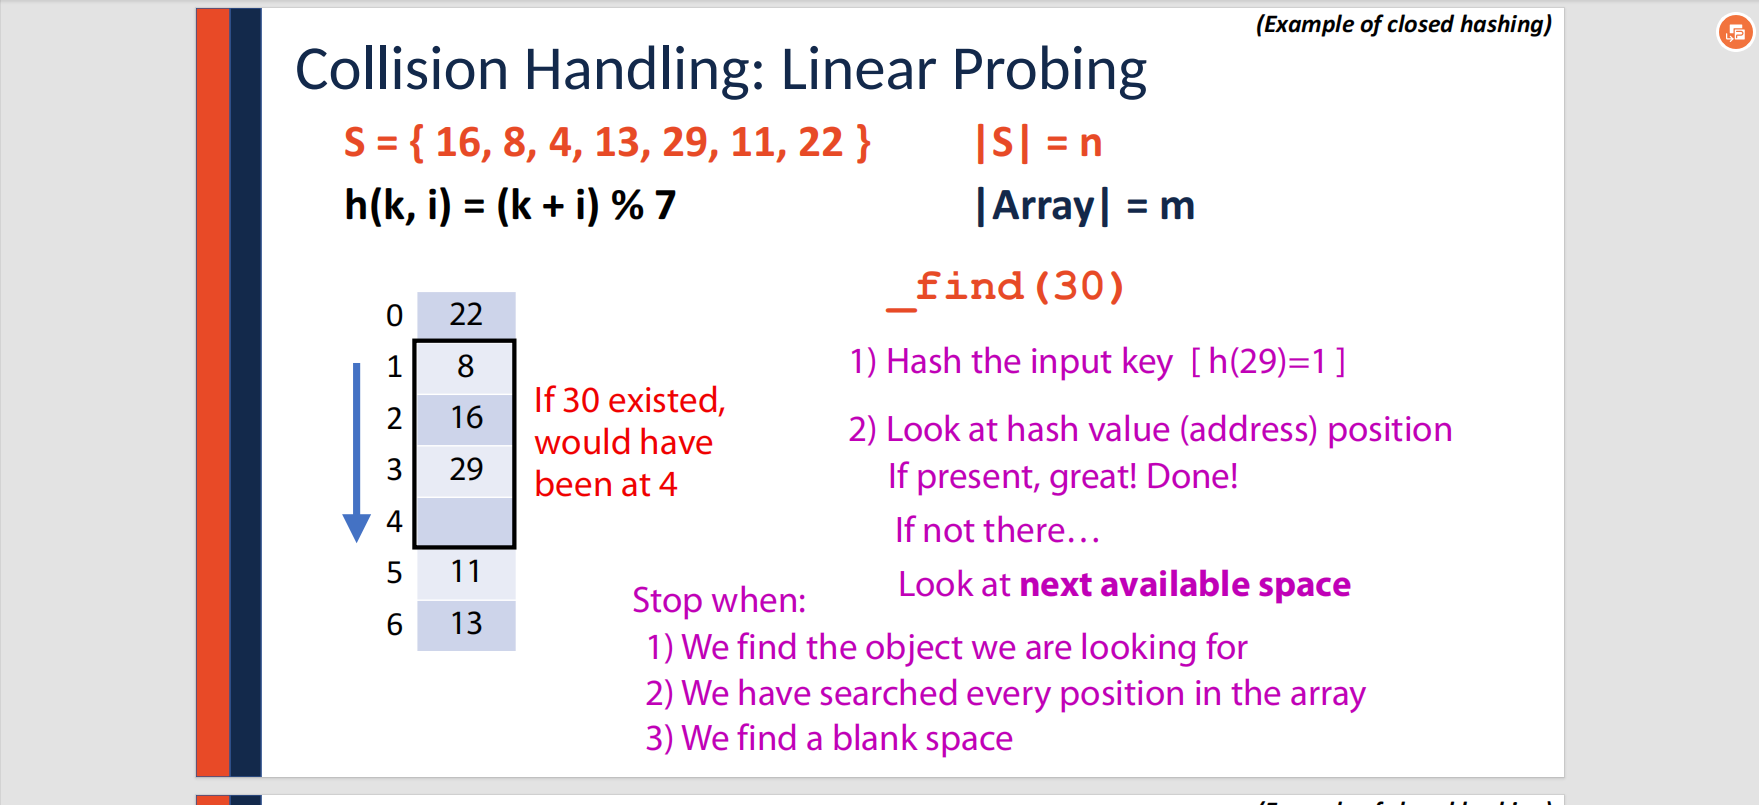 (Example of closed hashing)
Collision Handling: Linear Probing
S = { 16, 8, 4, 13, 29, 11, 22 }
|S| = n
h(k, i) = (k + i) % 7
|Array| = m
_find(30)
0 22
1 8
2 16
3 29
4
5 11
6 13
If 30 existed,
would have
been at 4
1) Hash the input key [ h(29)=1 ]
2) Look at hash value (address) position
If present, great! Done!
If not there…
Look at next available space
Stop when:
1) We find the object we are looking for
2) We have searched every position in the array
3) We find a blank space